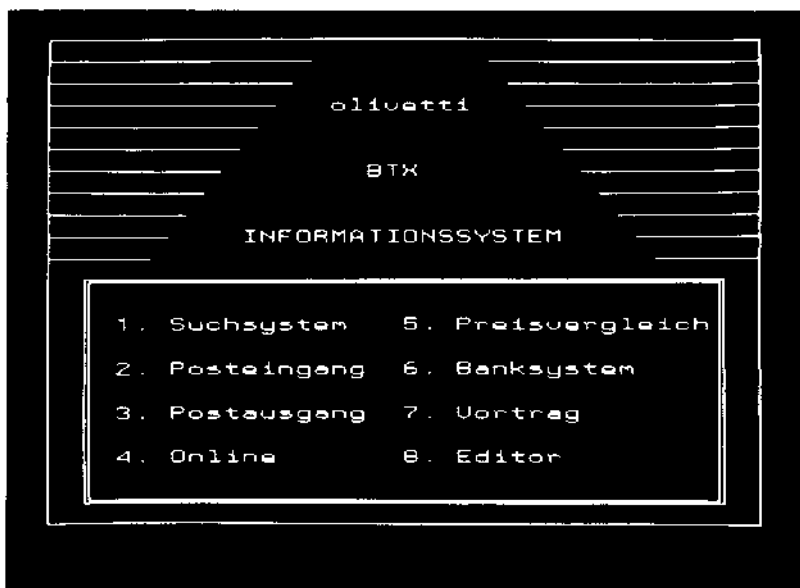 olivetti
BTX
INFORMATIONSSYSTEM
1. Suchsystem 5. Preisvergleich
2. Posteingang 6. Banksystem
3. Postausgang 7. Vortrag
4. Online 8. Editor